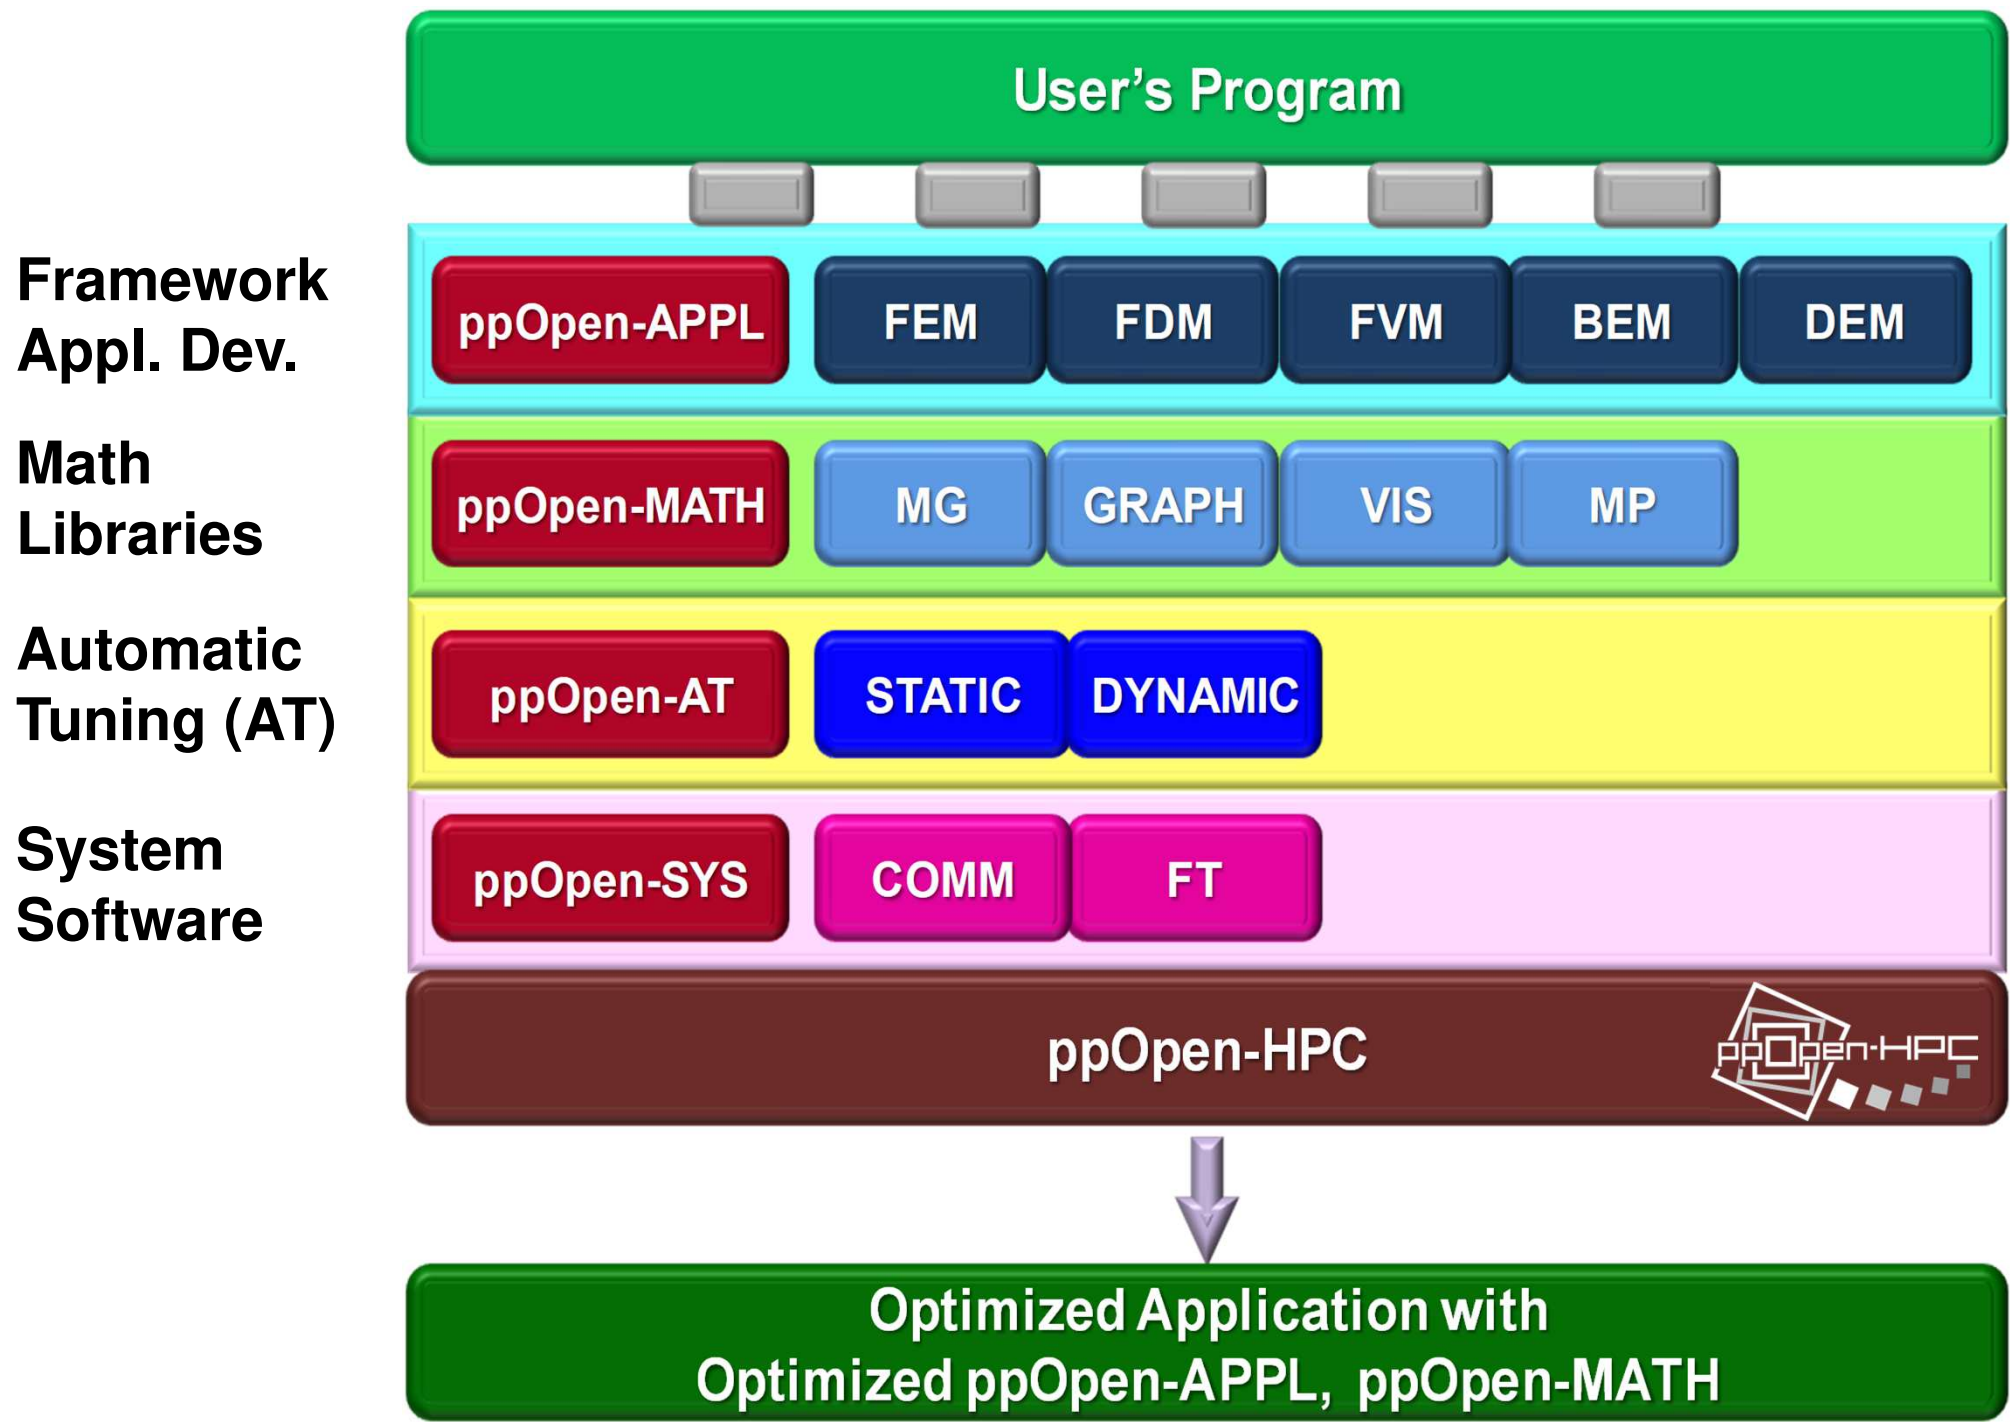 User's Program
Framework
Appl. Dev.
ppOpen-APPL FEM FDM FVM BEM DEM
Math
Libraries
ppOpen-MATH MG GRAPH VIS MP
Automatic
Tuning (AT)
ppOpen-AT STATIC DYNAMIC
System
Software
ppOpen-SYS COMM FT
ppOpen-HPC
ppOpen-HPC
Optimized Application with
Optimized ppOpen-APPL, ppOpen-MATH